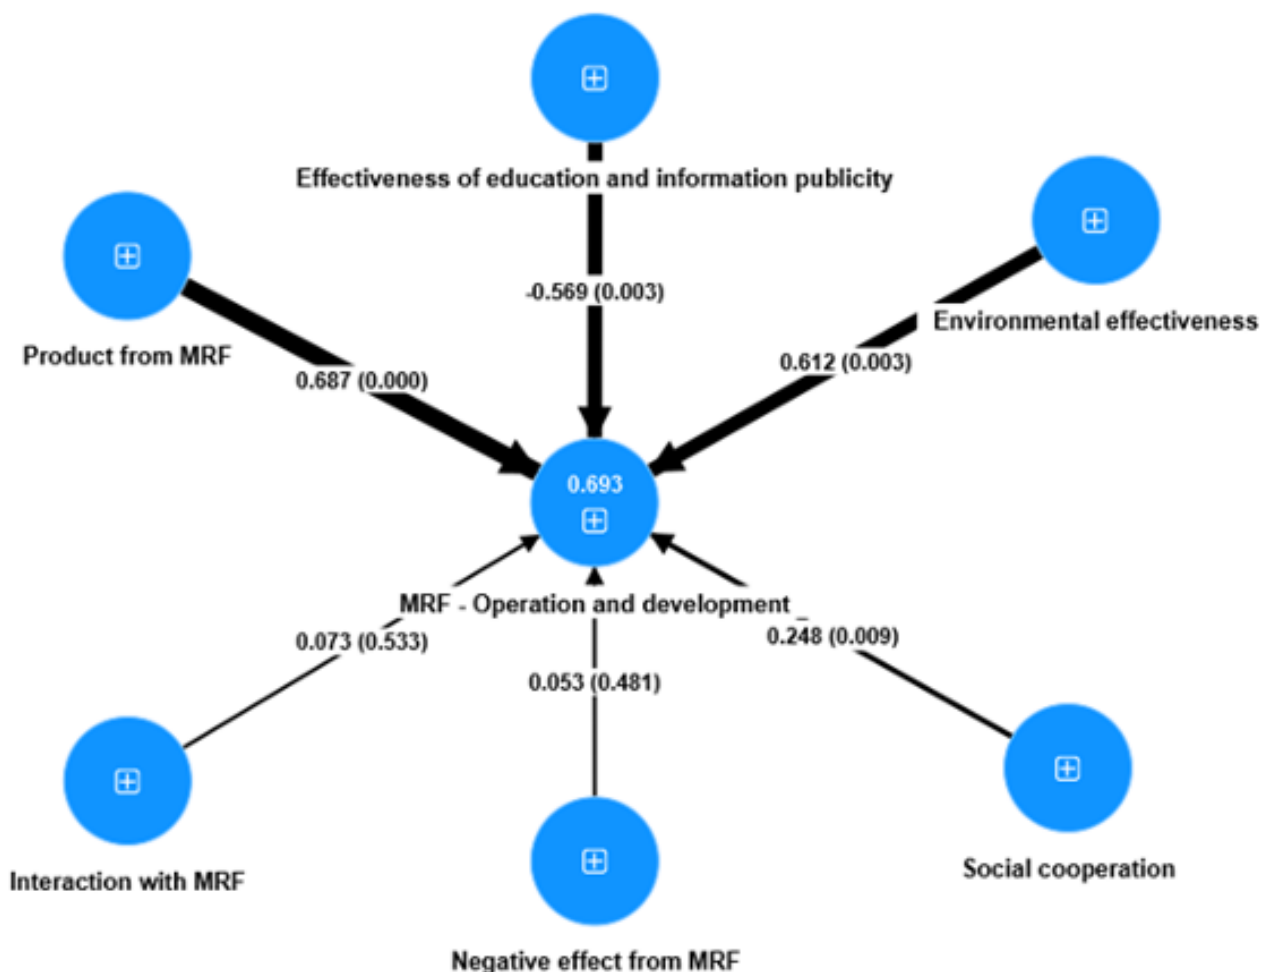 Effectiveness of education and information publicity
Product from MRF
-0.569 (0.003)
Environmental effectiveness
0.687 (0.000)
0.612 (0.003)
0.693
MRF - Operation and development
0.073 (0.533)
0.053 (0.481)
0.248 (0.009)
Interaction with MRF
Social cooperation
Negative effect from MRF